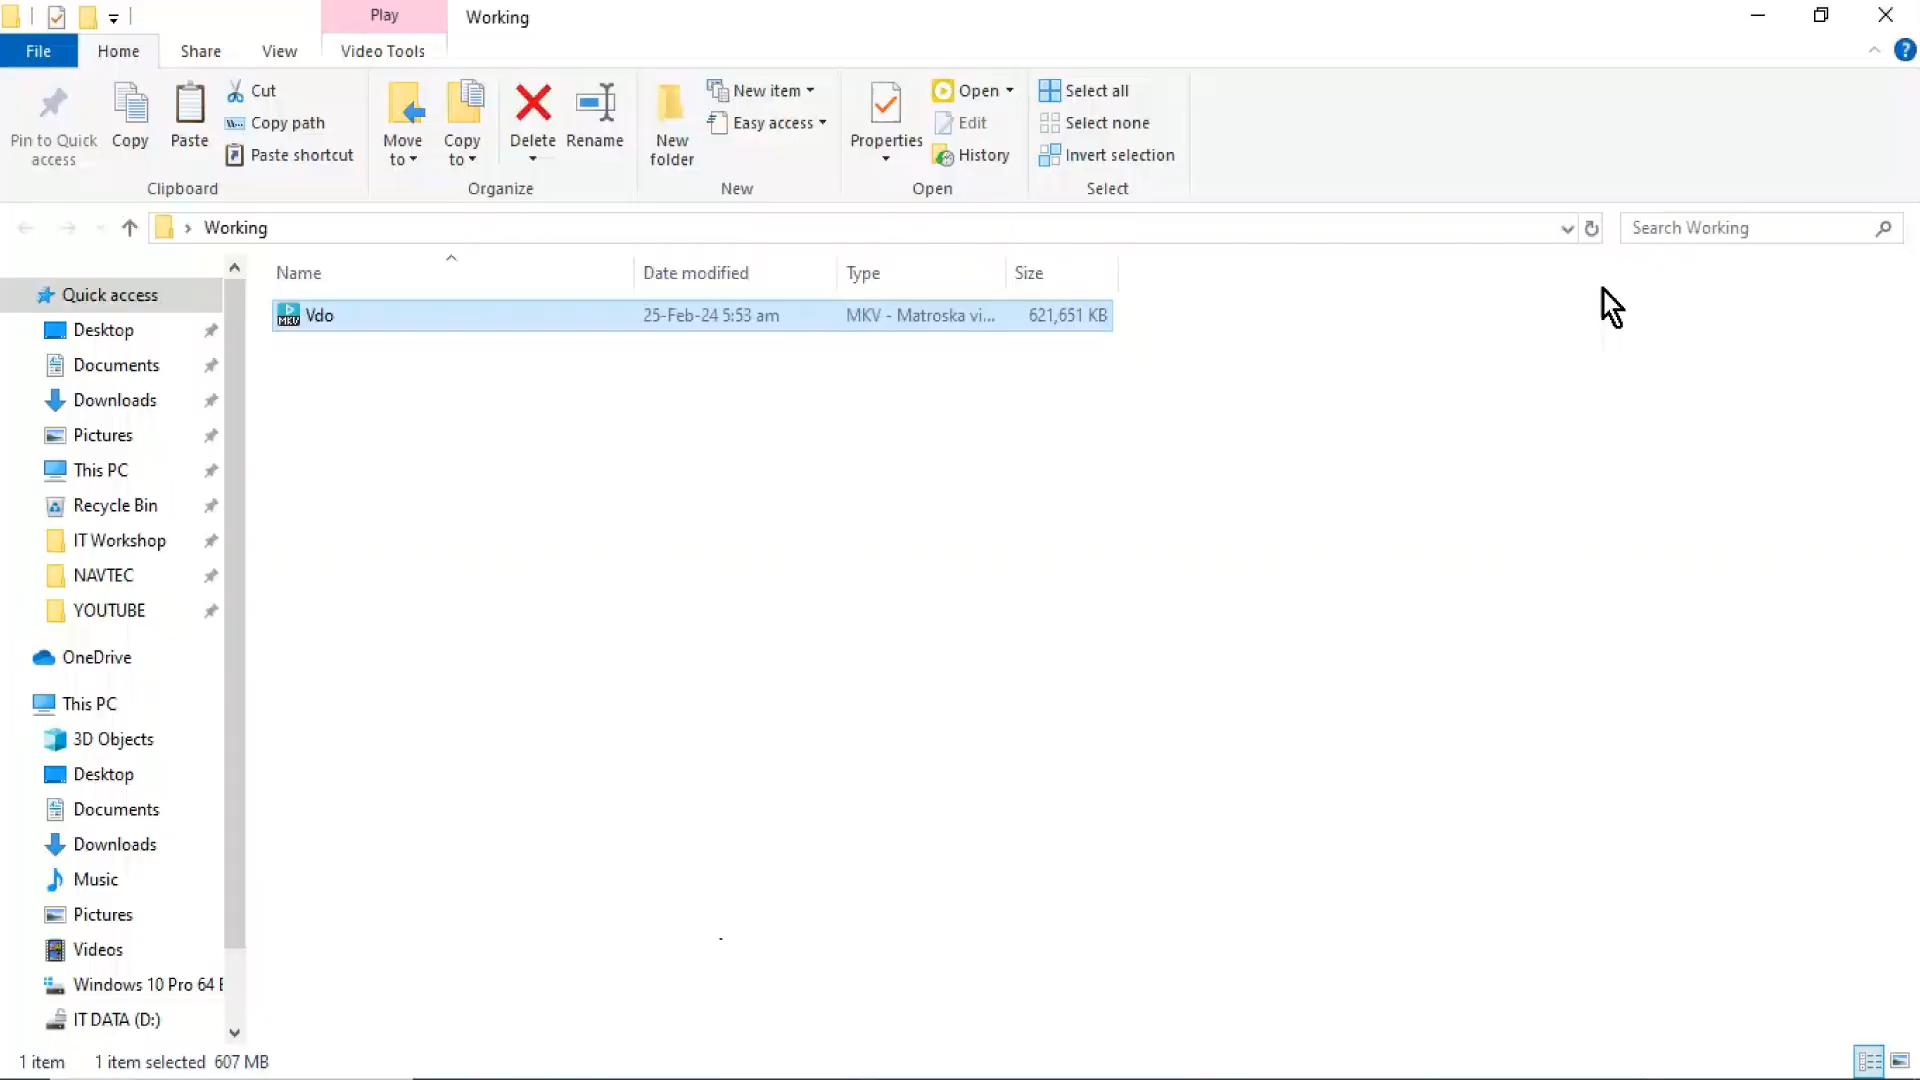 Play
Working
File
Home
Share
View
Video Tools
Pin to Quick access
Copy
Paste
Cut
Copy path
Paste shortcut
Clipboard
Move to
Copy to
Delete
Rename
Organize
New folder
New item
Easy access
New
Properties
Open
Edit
History
Open
Select all
Select none
Invert selection
Select
Working
Search Working
Name
Date modified
Type
Size
Vdo
25-Feb-24 5:53 am
MKV - Matroska vi...
621,651 KB
Quick access
Desktop
Documents
Downloads
Pictures
This PC
Recycle Bin
IT Workshop
NAVTEC
YOUTUBE
OneDrive
This PC
3D Objects
Desktop
Documents
Downloads
Music
Pictures
Videos
Windows 10 Pro 64
IT DATA (D:)
1 item
1 item selected 607 MB